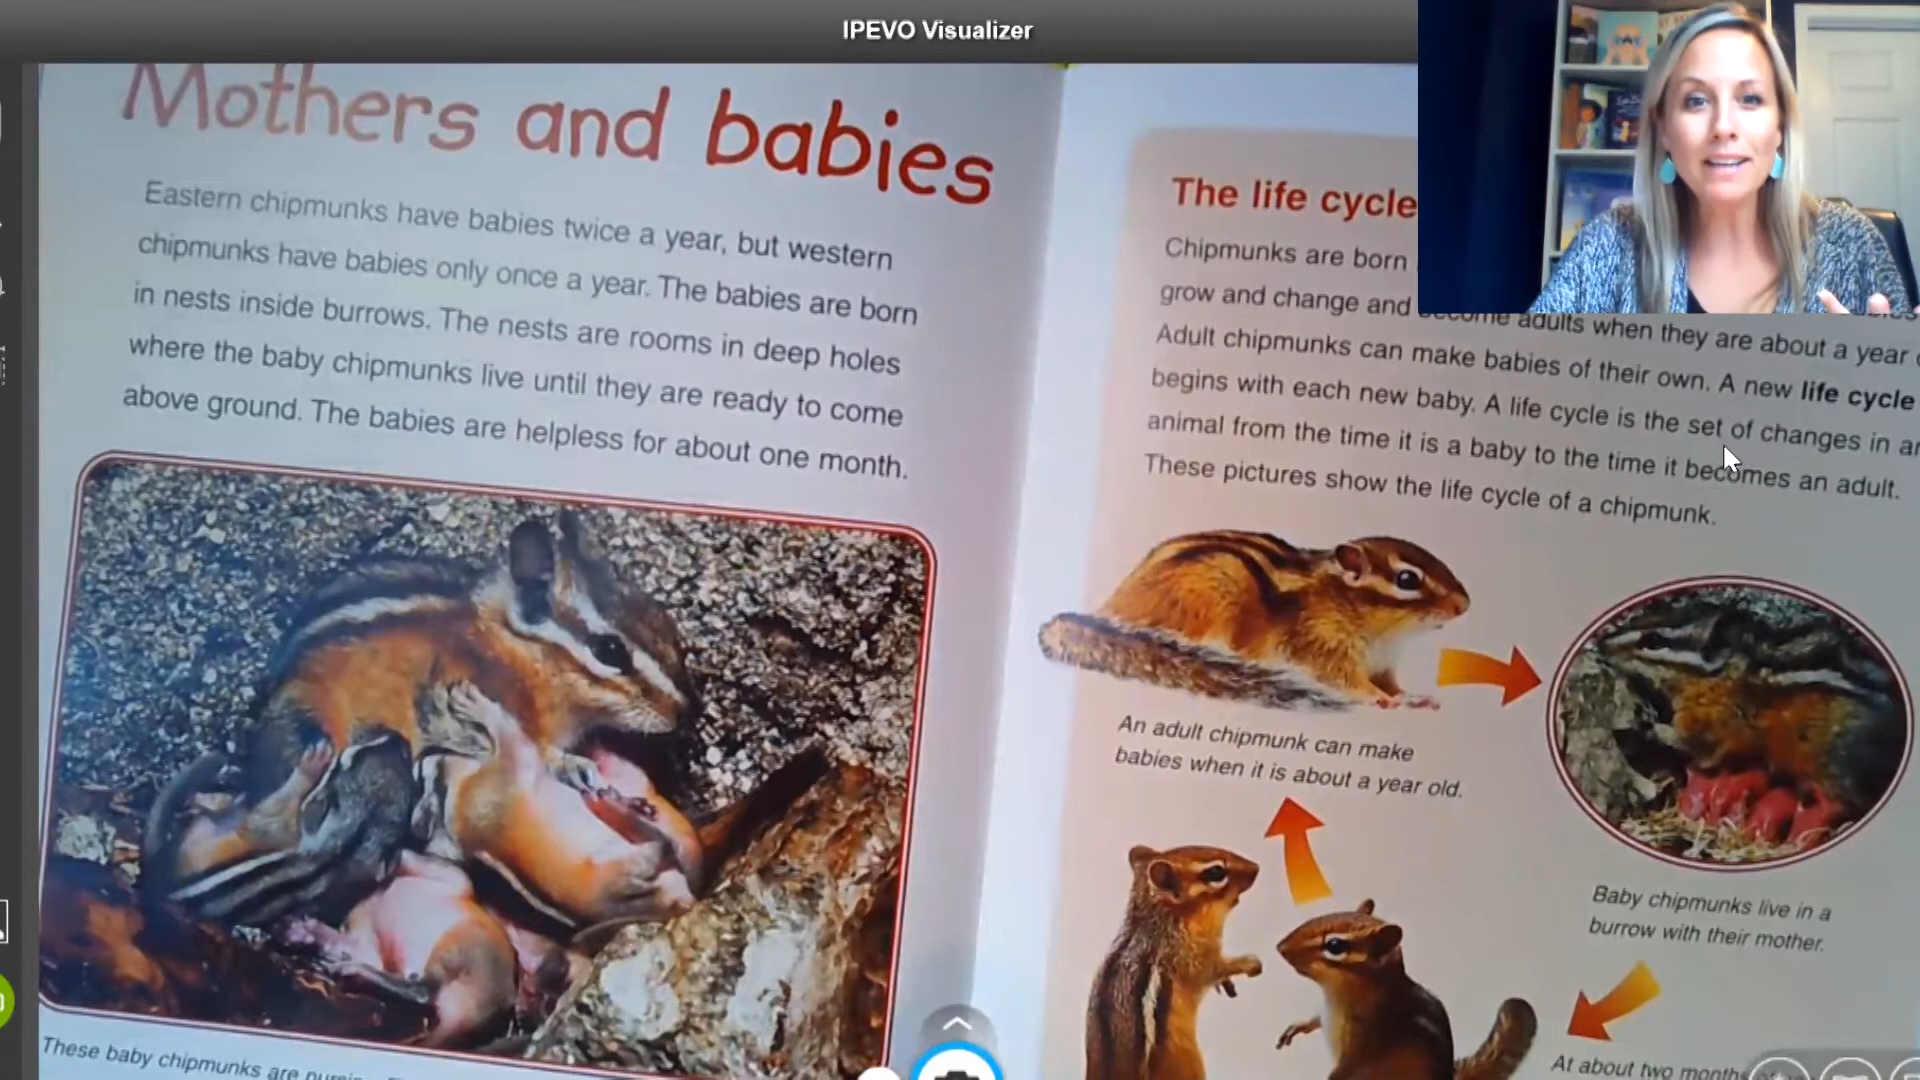 IPEVO Visualizer
Mothers and babies
Eastern chipmunks have babies twice a year, but western
chipmunks have babies only once a year. The babies are born
in nests inside burrows. The nests are rooms in deep holes
where the baby chipmunks live until they are ready to come
above ground. The babies are helpless for about one month.
These baby chipmunks are
The life cycle
Chipmunks are born
grow and change and become adults when they are about a year
Adult chipmunks can make babies of their own. A new life cycle
begins with each new baby. A life cycle is the set of changes in
animal from the time it is a baby to the time it becomes an adult.
These pictures show the life cycle of a chipmunk.
An adult chipmunk can make
babies when it is about a year old.
Baby chipmunks live in a
burrow with their mother.
At about two months